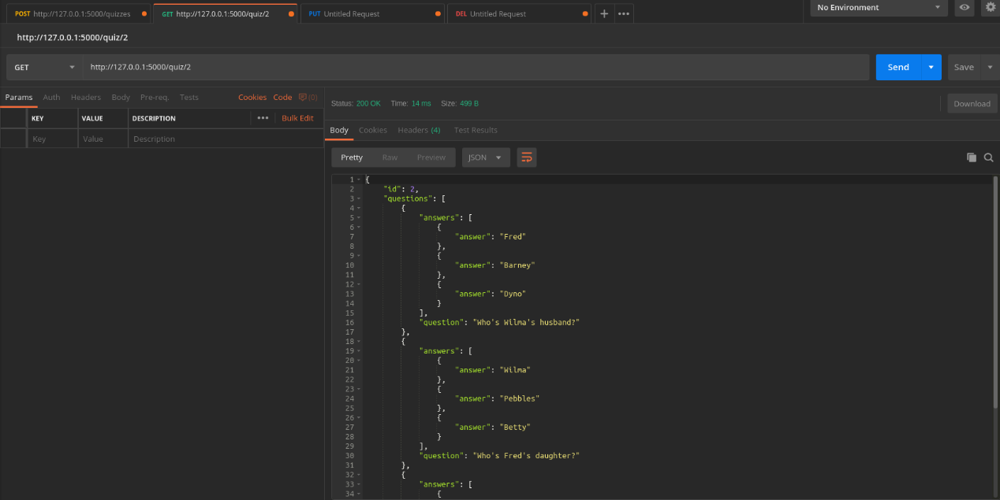 POST http://127.0.0.1:5000/quizzes GET http://127.0.0.1:5000/quiz/2 PUT Untitled Request DEL Untitled Request + ••• No Environment
http://127.0.0.1:5000/quiz/2
GET http://127.0.0.1:5000/quiz/2 Send Save
Params Auth Headers Body Pre-req. Tests Cookies Code (0)
KEY VALUE DESCRIPTION ••• Bulk Edit
Key Value Description
Status: 200 OK Time: 14 ms Size: 499 B Download
Body Cookies Headers (4) Test Results
Pretty Raw Preview JSON
1 {
2 "id": 2,
3 "questions": [
4 {
5 "answers": [
6 {
7 "answer": "Fred"
8 },
9 {
10 "answer": "Barney"
11 },
12 {
13 "answer": "Dyno"
14 }
15 ],
16 "question": "Who's Wilma's husband?"
17 },
18 {
19 "answers": [
20 {
21 "answer": "Wilma"
22 },
23 {
24 "answer": "Pebbles"
25 },
26 {
27 "answer": "Betty"
28 }
29 ],
30 "question": "Who's Fred's daughter?"
31 },
32 {
33 "answers": [
34 {